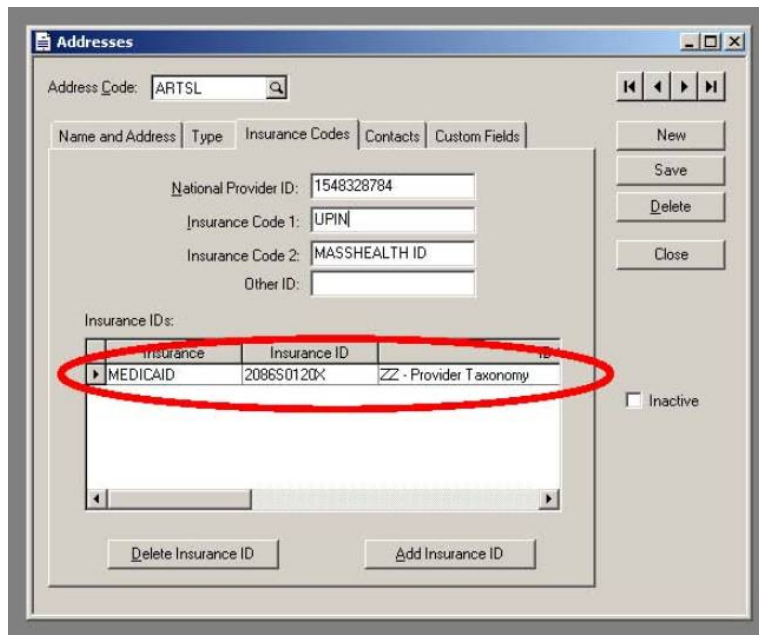 Addresses
Address Code: ARTSL
Name and Address Type Insurance Codes Contacts Custom Fields
New
Save
Delete
Close
National Provider ID: 1548328784
Insurance Code 1: UPIN
Insurance Code 2: MASSHEALTH ID
Other ID:
Insurance IDs:
Insurance Insurance ID ID
MEDICAID 2086S0120X ZZ - Provider Taxonomy
Inactive
Delete Insurance ID Add Insurance ID